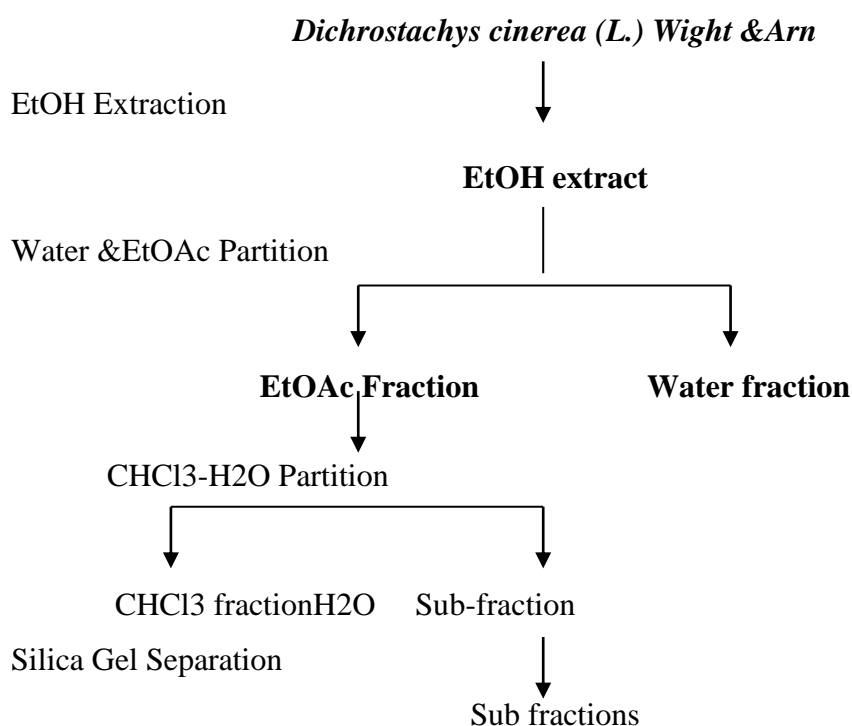 Dichrostachys cinerea (L.) Wight &Arn
EtOH Extraction
EtOH extract
Water &EtOAc Partition
EtOAc Fraction Water fraction
CHCl3-H2O Partition
CHCl3 fractionH2O Sub-fraction
Silica Gel Separation
Sub fractions